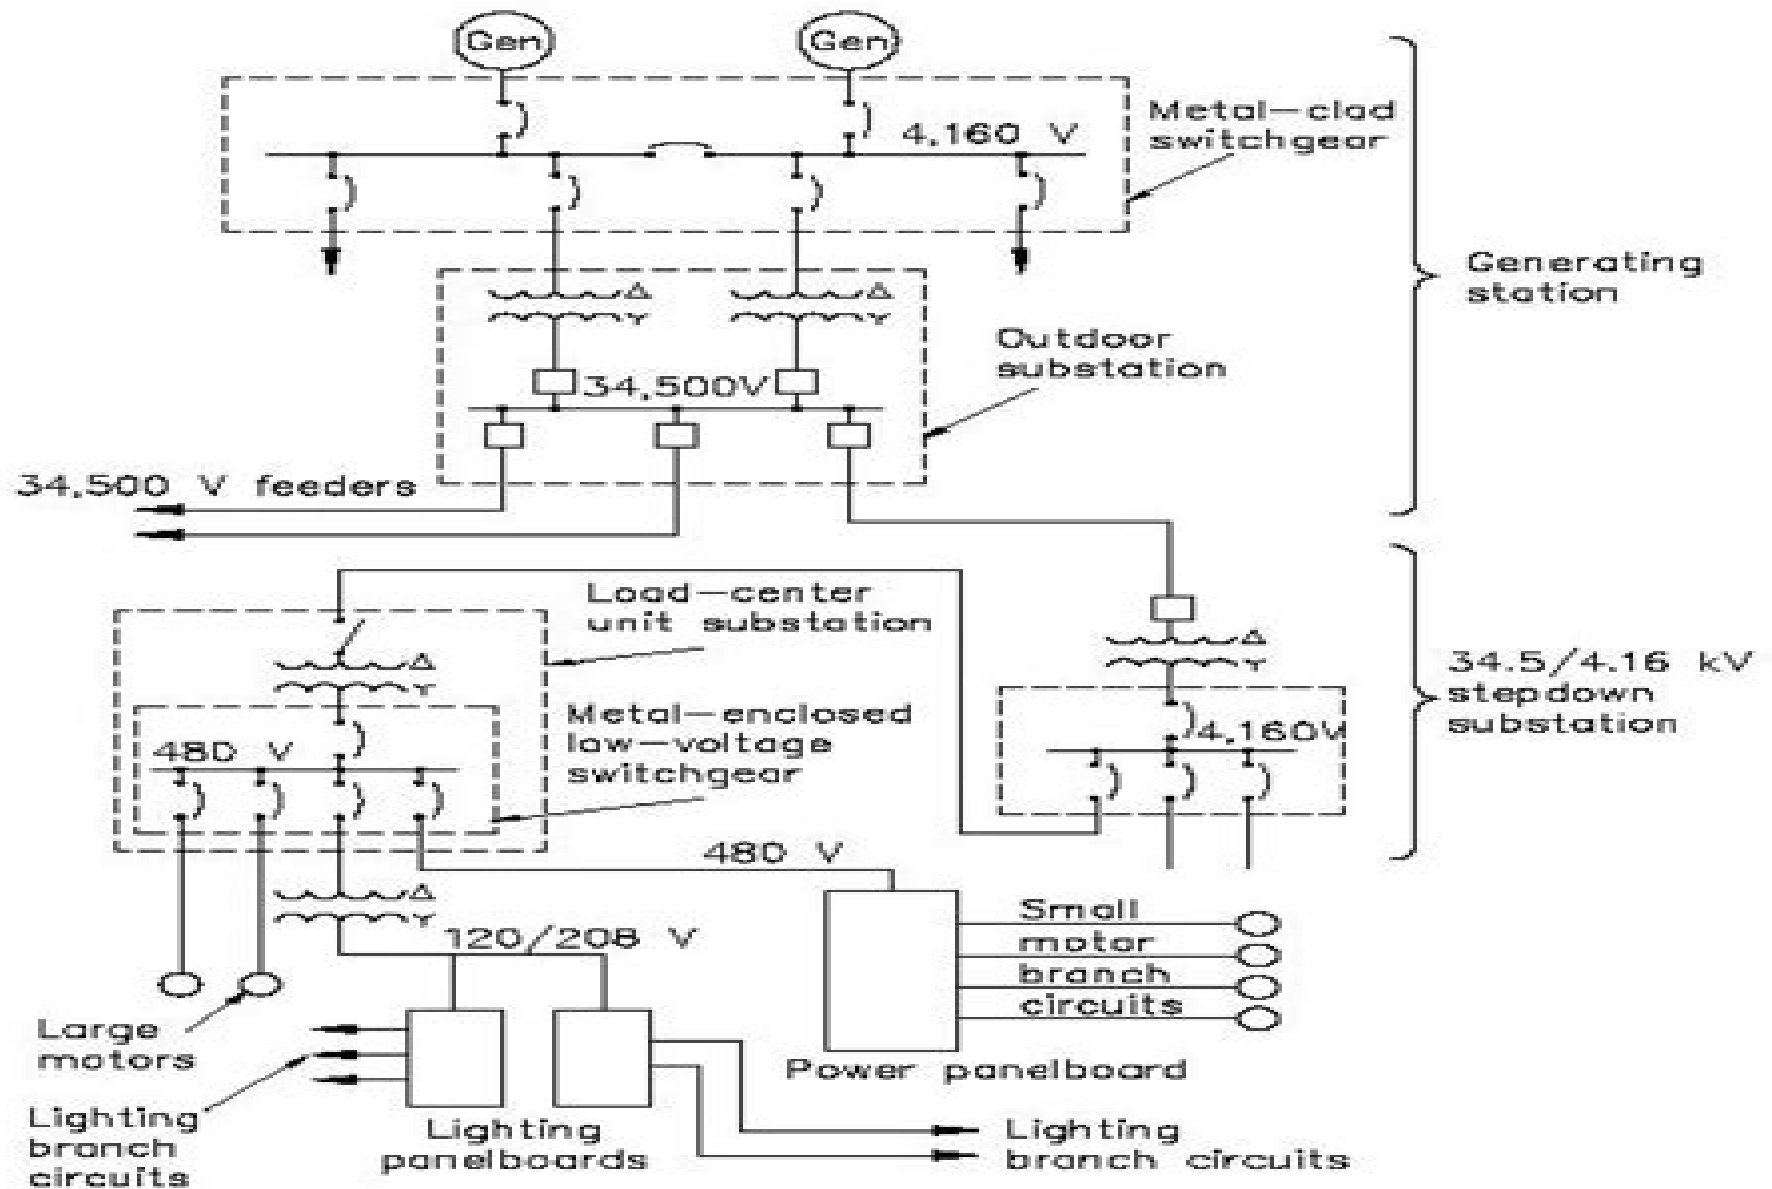 Gen
Gen
Metal-clad
switchgear
4,160 V
Generating
station
Δ
Δ
Y
Y
Outdoor
substation
34,500V
34,500 V feeders
Load-center
unit substation
Δ
Y
34.5/4.16 kV
stepdown
substation
4,160V
Δ
Y
Metal-enclosed
low-voltage
switchgear
480 V
480 V
Δ
Y
120/208 V
Small
motor
branch
circuits
Large
motors
Power panelboard
Lighting
branch
circuits
Lighting
panelboards
Lighting
branch circuits